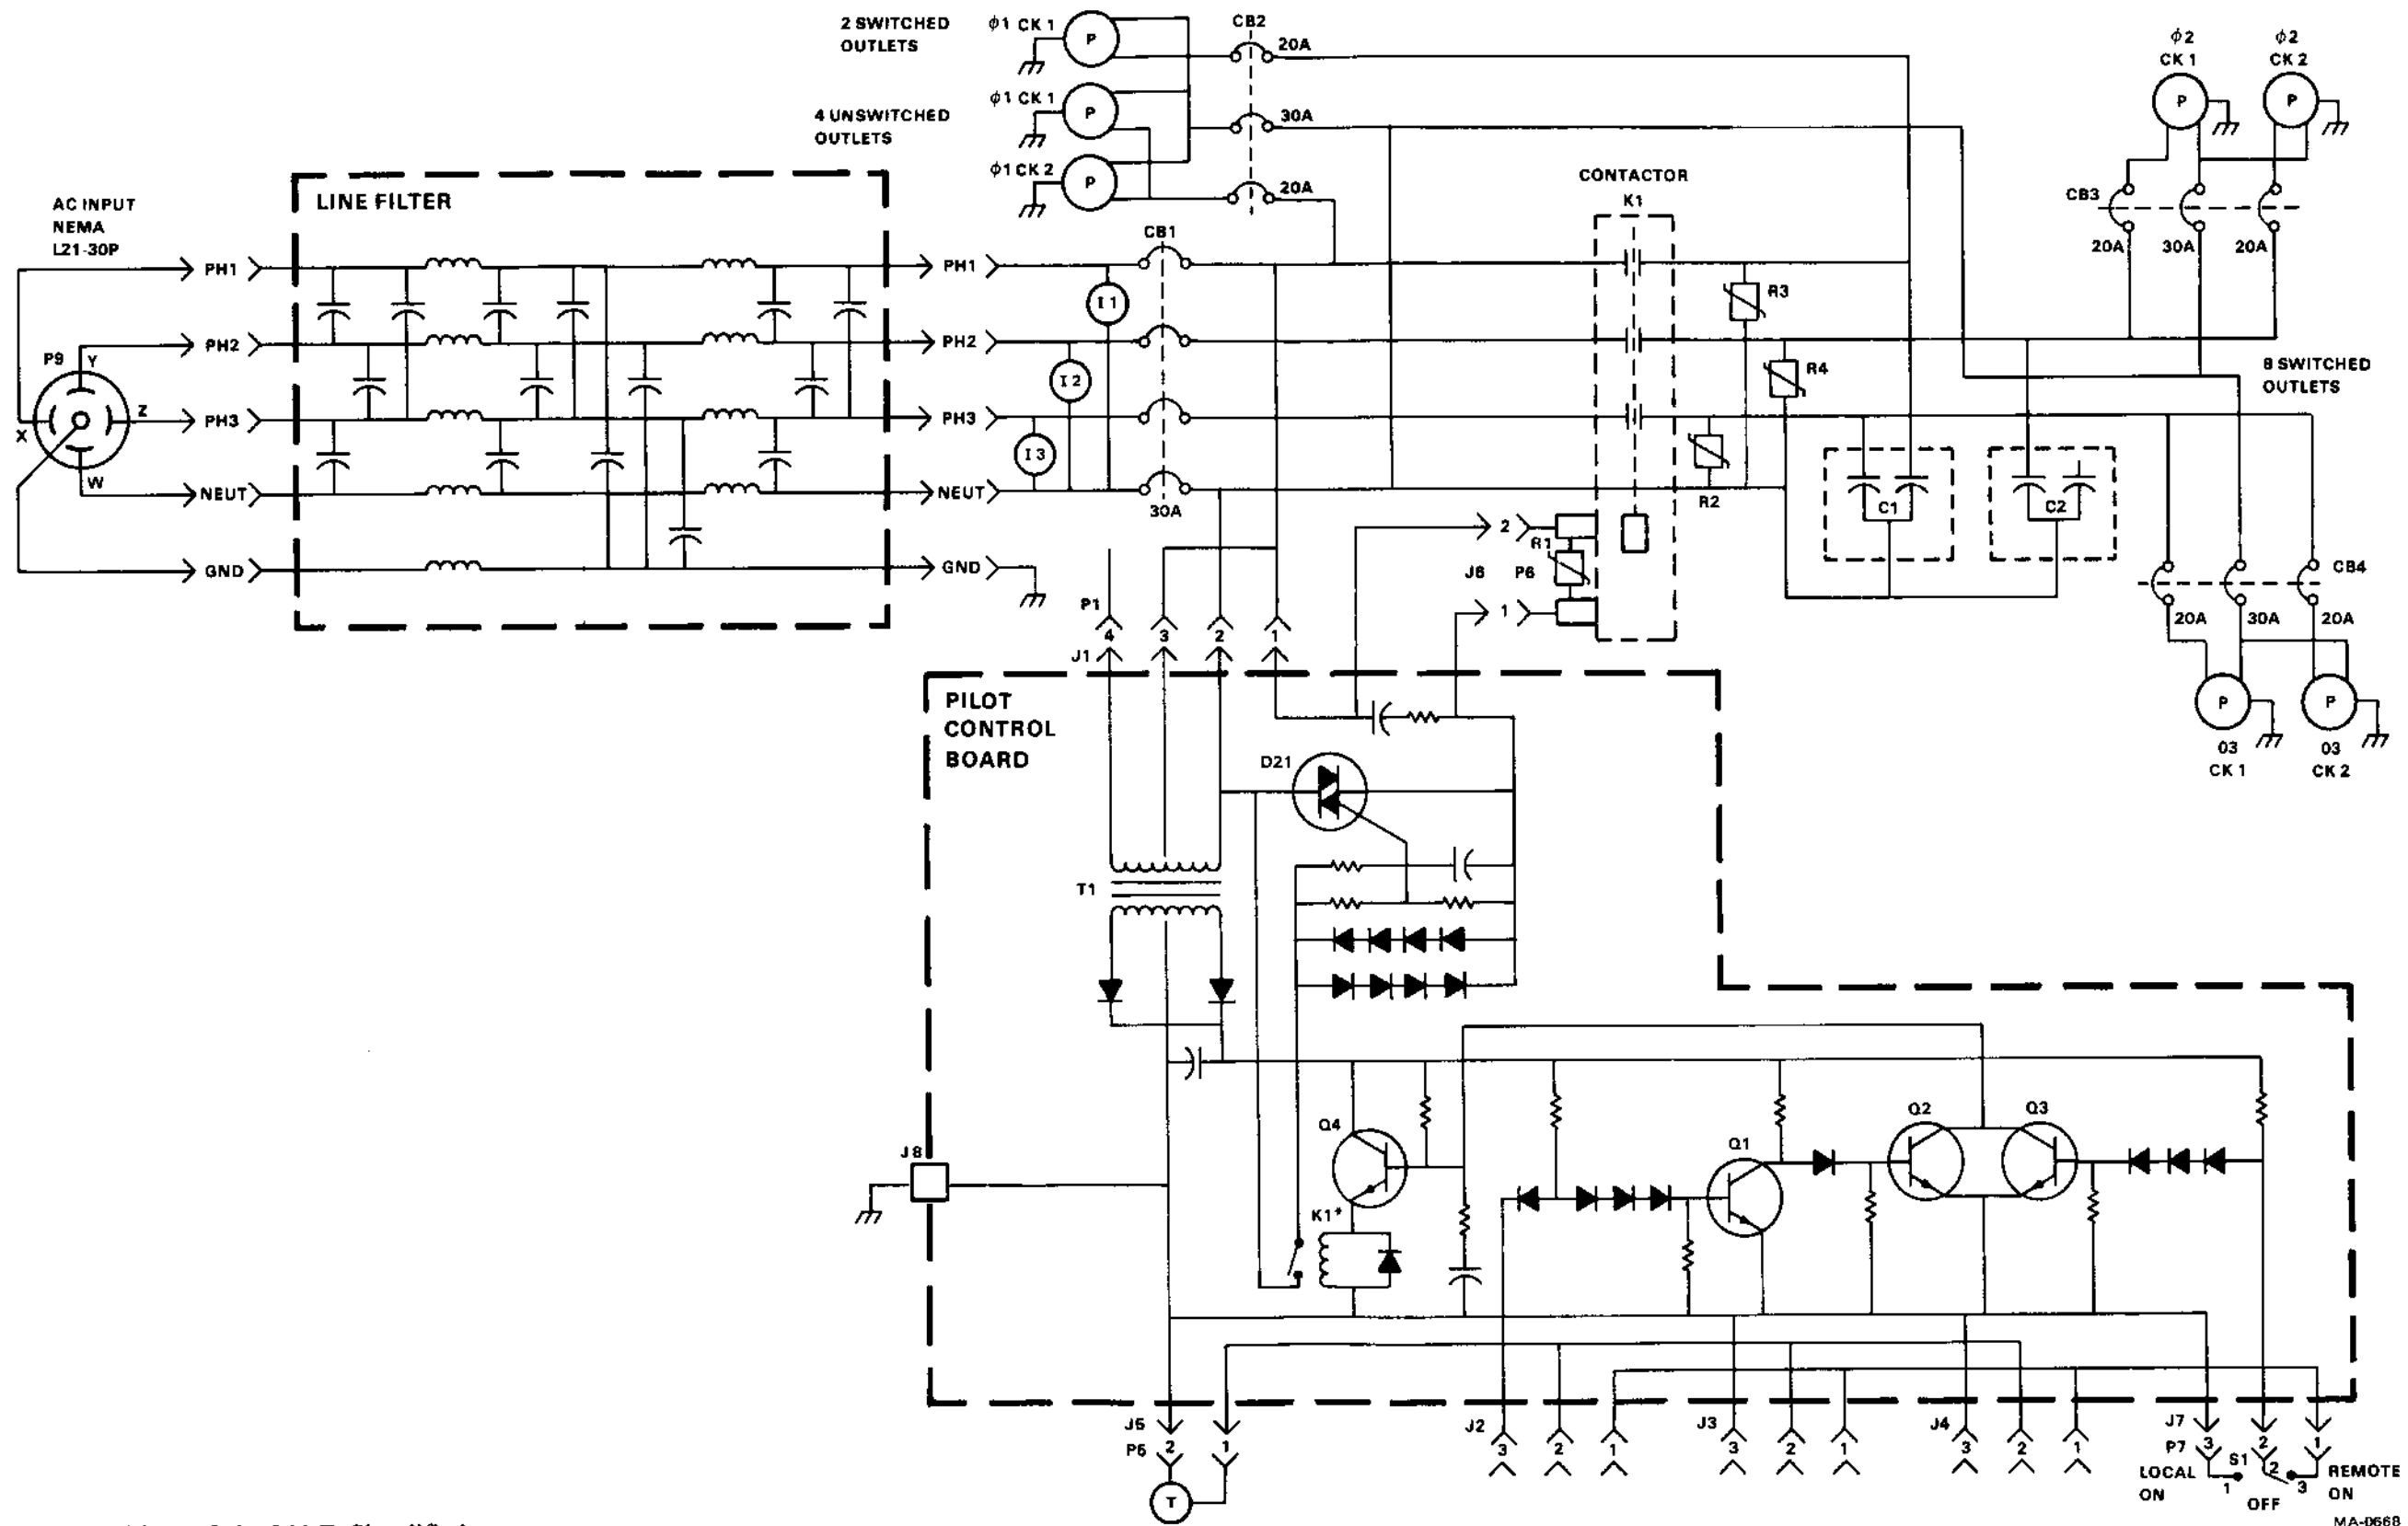 2 SWITCHED
OUTLETS
ϕ1 CK 1
P
CB2
20A
ϕ2
CK 1
ϕ2
CK 2
P
P
4 UNSWITCHED
OUTLETS
ϕ1 CK 1
P
30A
ϕ1 CK 2
P
20A
CONTACTOR
K1
CB3
20A
30A
20A
AC INPUT
NEMA
L21-30P
LINE FILTER
CB1
PH1
PH1
I 1
R3
P9
Y
PH2
PH2
I 2
R4
8 SWITCHED
OUTLETS
X
Z
PH3
PH3
I 3
W
NEUT
NEUT
30A
R2
C1
C2
2
R1
J6
P6
1
GND
GND
CB4
20A
30A
20A
P1
4
3
2
1
J1
P
P
03
CK 1
03
CK 2
PILOT
CONTROL
BOARD
D21
T1
Q4
Q1
Q2
Q3
J8
K1*
J5
P5
2
1
T
J2
3
2
1
J3
3
2
1
J4
3
2
1
J7
P7
3
2
1
LOCAL
ON
S1
1
2
3
OFF
REMOTE
ON
MA-0668